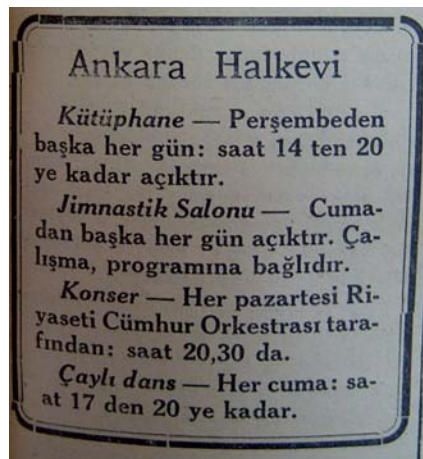 Ankara Halkevi
Kütüphane — Perşembeden
başka her gün: saat 14 ten 20
ye kadar açıktır.
Jimnastik Salonu — Cuma-
dan başka her gün açıktır. Ça-
lışma, programına bağlıdır.
Konser — Her pazartesi Ri-
yaseti Cümhur Orkestrası tara-
fından: saat 20,30 da.
Çaylı dans — Her cuma: sa-
at 17 den 20 ye kadar.